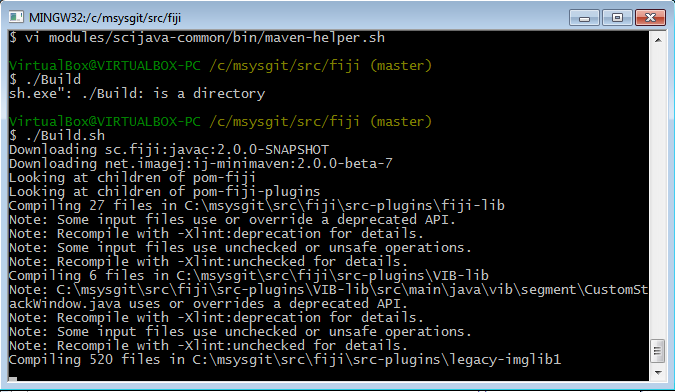 MINGW32:/c/msysgit/src/fiji
$ vi modules/scijava-common/bin/maven-helper.sh
VirtualBox@VIRTUALBOX-PC /c/msysgit/src/fiji (master)
$ ./Build
sh.exe": ./Build: is a directory
VirtualBox@VIRTUALBOX-PC /c/msysgit/src/fiji (master)
$ ./Build.sh
Downloading sc.fiji:javac:2.0.0-SNAPSHOT
Downloading net.imagej:ij-minimaven:2.0.0-beta-7
Looking at children of pom-fiji
Looking at children of pom-fiji-plugins
Compiling 27 files in C:\msysgit\src\fiji\src-plugins\fiji-lib
Note: Some input files use or override a deprecated API.
Note: Recompile with -Xlint:deprecation for details.
Note: Some input files use unchecked or unsafe operations.
Note: Recompile with -Xlint:unchecked for details.
Compiling 6 files in C:\msysgit\src\fiji\src-plugins\VIB-lib
Note: C:\msysgit\src\fiji\src-plugins\VIB-lib\src\main\java\vib\segment\CustomSt
ackWindow.java uses or overrides a deprecated API.
Note: Recompile with -Xlint:deprecation for details.
Note: Some input files use unchecked or unsafe operations.
Note: Recompile with -Xlint:unchecked for details.
Compiling 520 files in C:\msysgit\src\fiji\src-plugins\legacy-imglib1